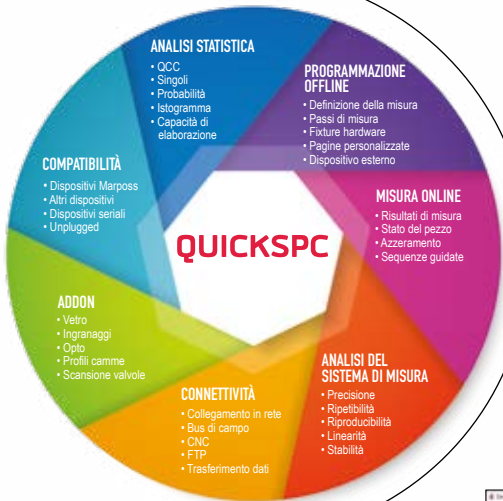 ANALISI STATISTICA
• QCC
• Singoli
• Probabilità
• Istogramma
• Capacità di
elaborazione
PROGRAMMAZIONE
OFFLINE
• Definizione della misura
• Passi di misura
• Fixture hardware
• Pagine personalizzate
• Dispositivo esterno
COMPATIBILITÀ
• Dispositivi Marposs
• Altri dispositivi
• Dispositivi seriali
• Unplugged
MISURA ONLINE
• Risultati di misura
• Stato del pezzo
• Azzeramento
• Sequenze guidate
QUICKSPC
ADDON
• Vetro
• Ingranaggi
• Opto
• Profili camme
• Scansione valvole
ANALISI DEL
SISTEMA DI MISURA
• Precisione
• Ripetibilità
• Riproducibilità
• Linearità
• Stabilità
CONNETTIVITÀ
• Collegamento in rete
• Bus di campo
• CNC
• FTP
• Trasferimento dati